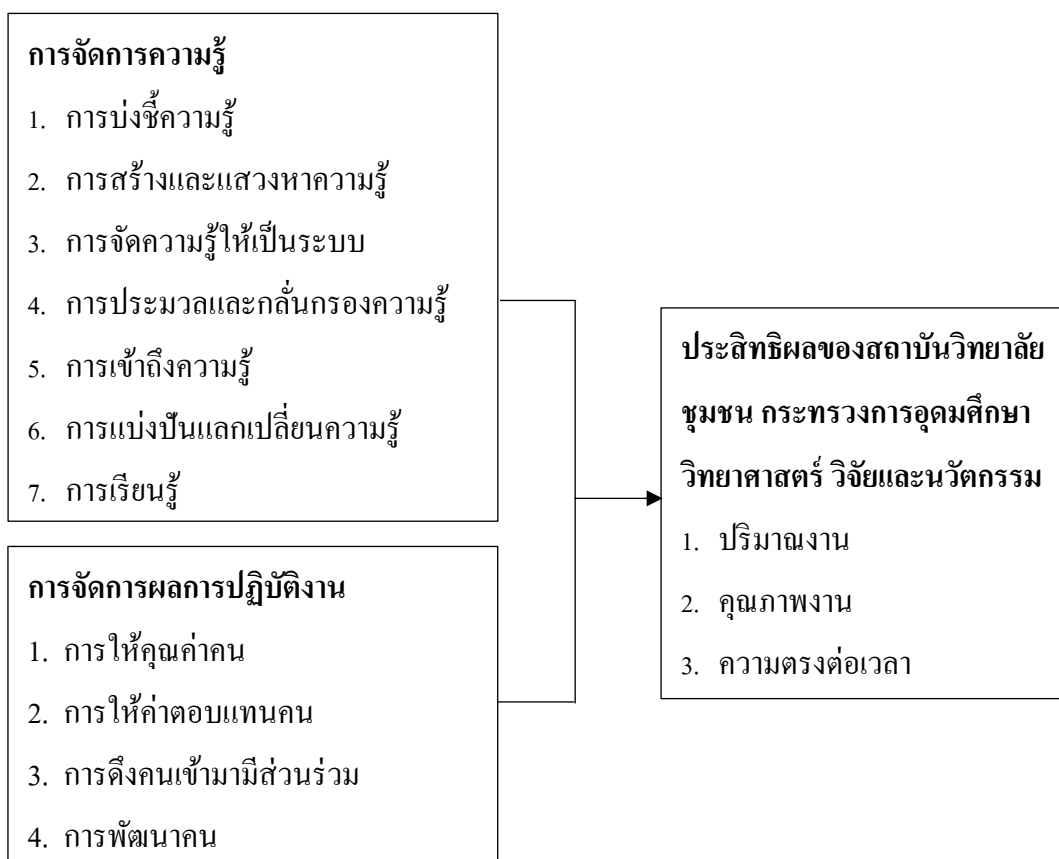 การจัดการความรู้
1. การบ่งชี้ความรู้
2. การสร้างและแสวงหาความรู้
3. การจัดความรู้ให้เป็นระบบ
4. การประมวลและกลั่นกรองความรู้
5. การเข้าถึงความรู้
6. การแบ่งปันแลกเปลี่ยนความรู้
7. การเรียนรู้
การจัดการผลการปฏิบัติงาน
1. การให้คุณค่าคน
2. การให้ค่าตอบแทนคน
3. การดึงคนเข้ามามีส่วนร่วม
4. การพัฒนาคน
ประสิทธิผลของสถาบันวิทยาลัย
ชุมชน กระทรวงการอุดมศึกษา
วิทยาศาสตร์ วิจัยและนวัตกรรม
1. ปริมาณงาน
2. คุณภาพงาน
3. ความตรงต่อเวลา